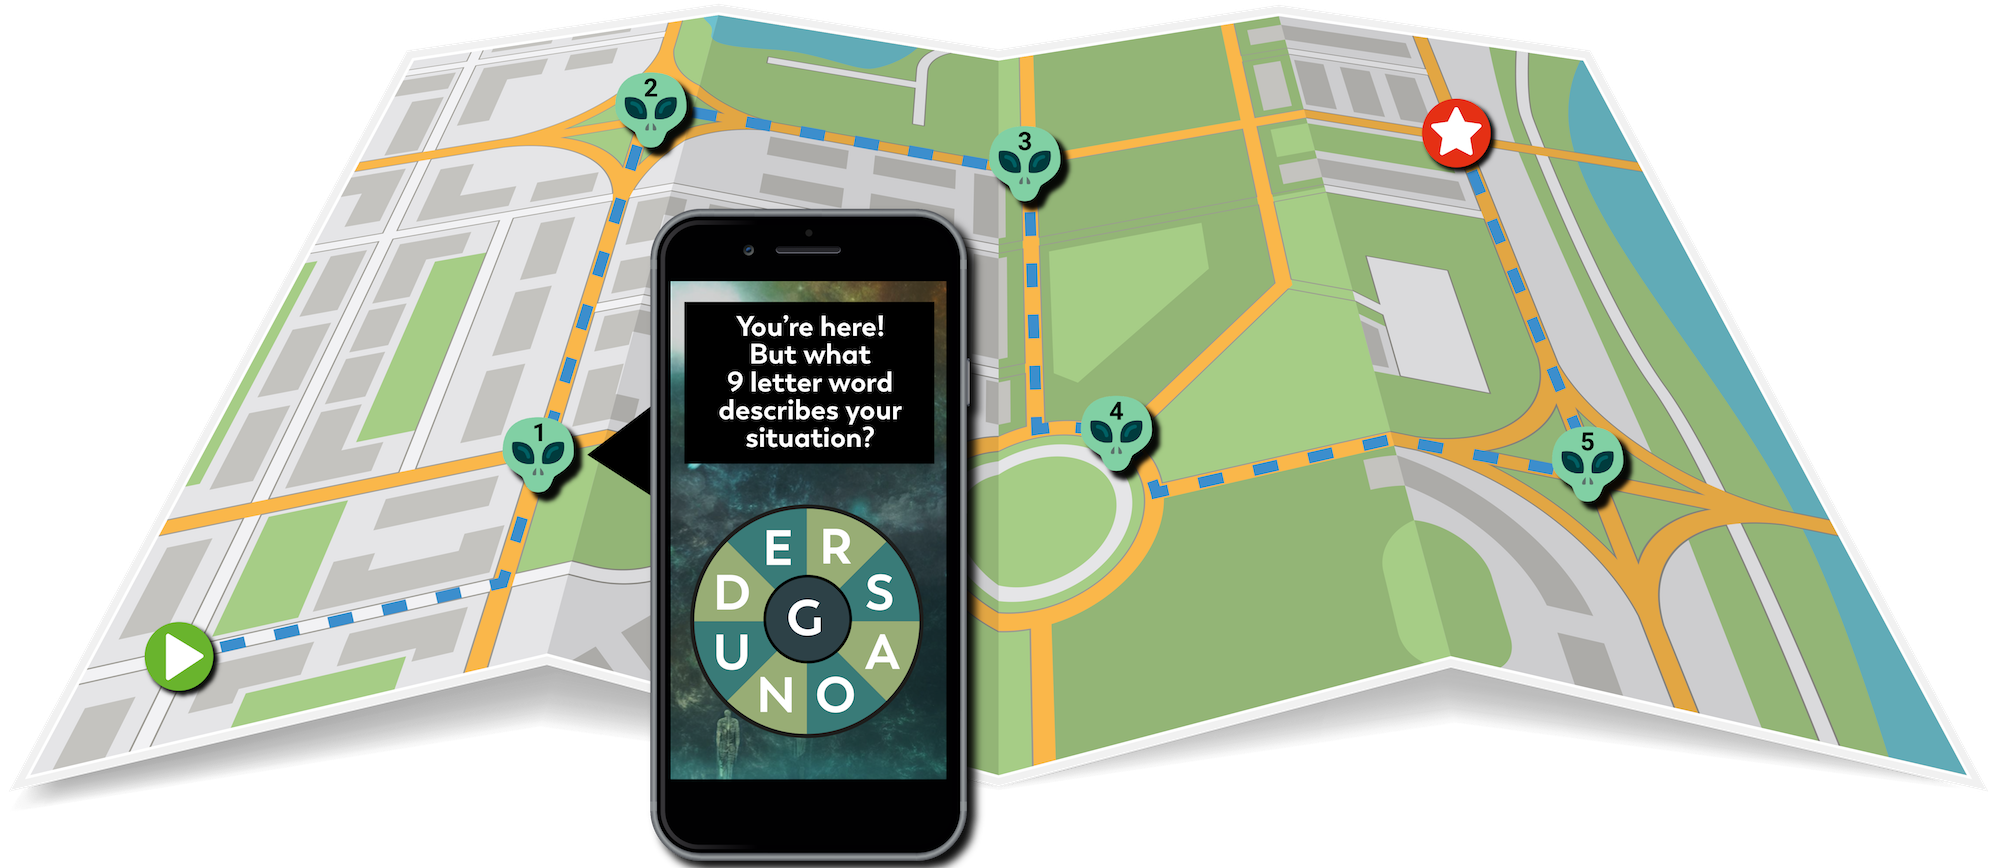 2
3
You're here!
But what
9 letter word
describes your
situation?
1
4
5
E R
D S
G
U A
N O